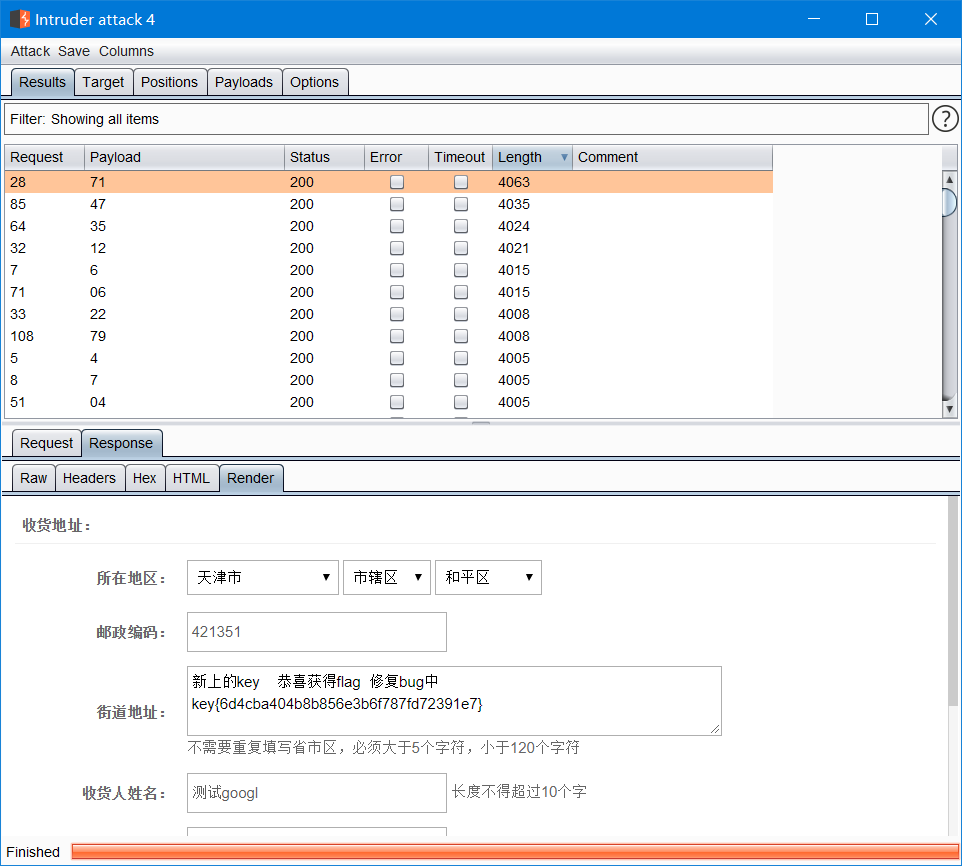 Intruder attack 4
Attack Save Columns
Results Target Positions Payloads Options
Filter: Showing all items ?
Request Payload Status Error Timeout Length Comment
28 71 200 4063
85 47 200 4035
64 35 200 4024
32 12 200 4021
7 6 200 4015
71 06 200 4015
33 22 200 4008
108 79 200 4008
5 4 200 4005
8 7 200 4005
51 04 200 4005
Request Response
Raw Headers Hex HTML Render
收货地址：
所在地区： 天津市 市辖区 和平区
邮政编码： 421351
新上的key 恭喜获得flag 修复bug中
街道地址： key{6d4cba404b8b856e3b6f787fd72391e7}
不需要重复填写省市区，必须大于5个字符，小于120个字符
收货人姓名： 测试googl 长度不得超过10个字
Finished